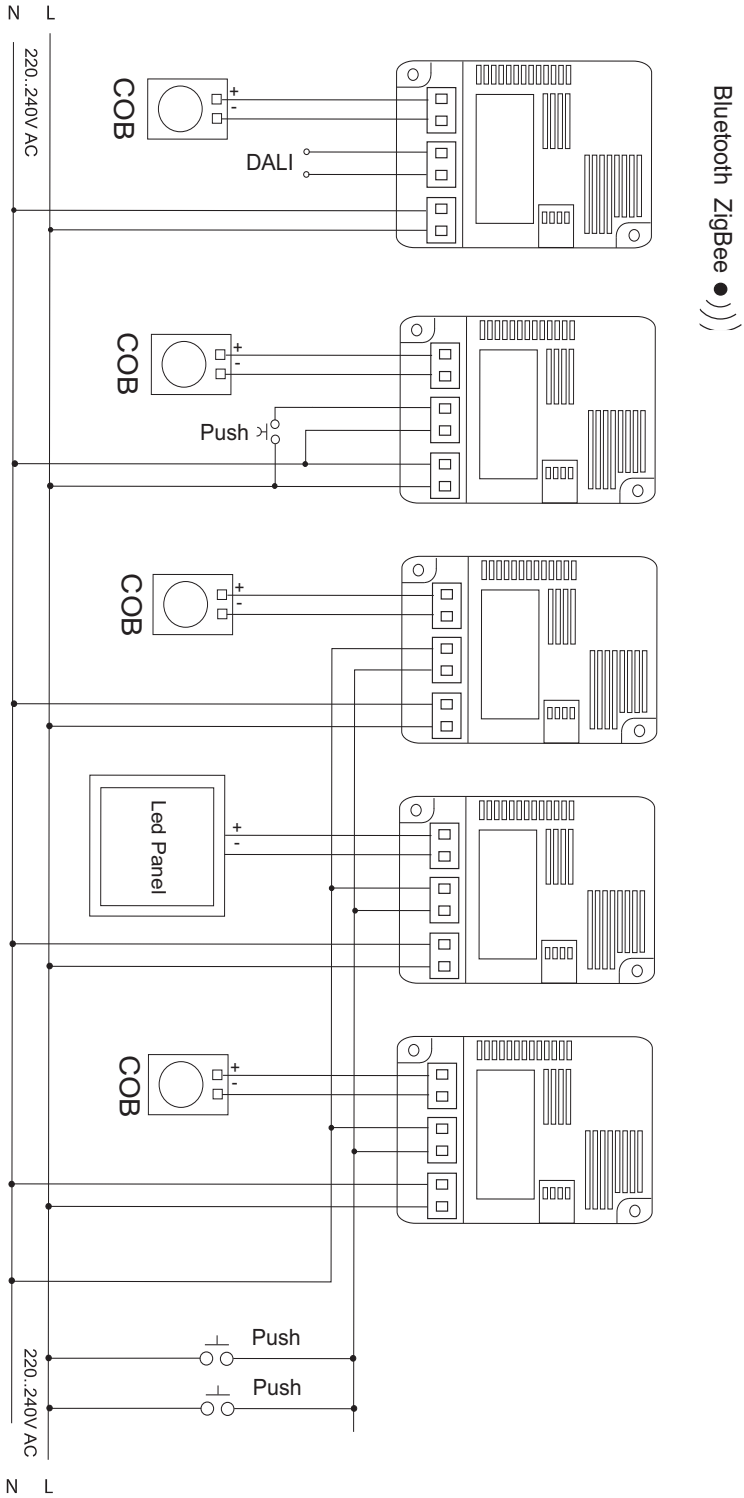 N L
220..240V AC
Bluetooth ZigBee
COB
+
-
DALI
COB
+
-
Push
COB
+
-
Led Panel
+
-
COB
+
-
Push
Push
220..240V AC
N L